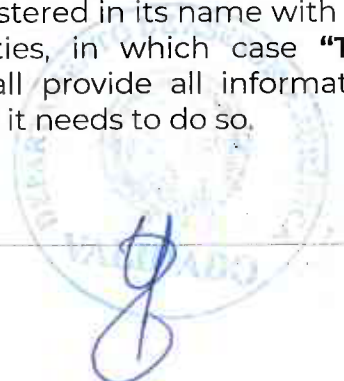 stered in its name with
ties, in which case “T
all provide all informat
it needs to do so.